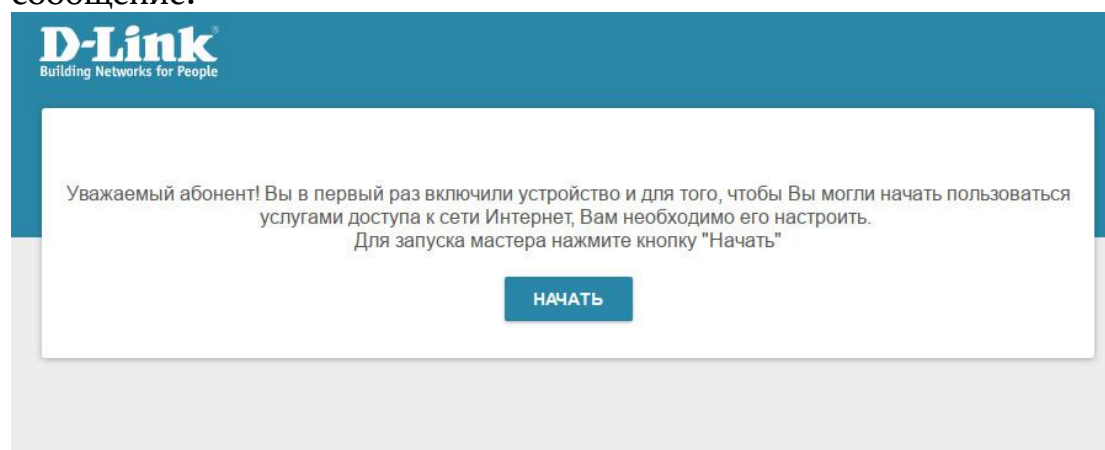 сообщение:
D-Link®
Building Networks for People
Уважаемый абонент! Вы в первый раз включили устройство и для того, чтобы Вы могли начать пользоваться
услугами доступа к сети Интернет, Вам необходимо его настроить.
Для запуска мастера нажмите кнопку "Начать"
НАЧАТЬ